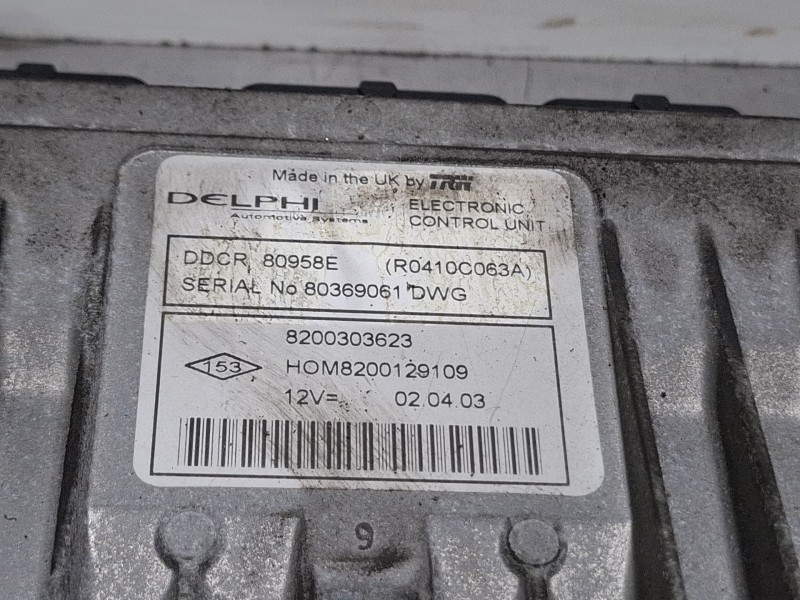 Made in the UK by TRW
DELPHI
Automotive Systems
ELECTRONIC
CONTROL UNIT
DDCR 80958E (R0410C063A)
SERIAL No 80369061 DWG
8200303623
153
HOM8200129109
12V= 02.04.03
9